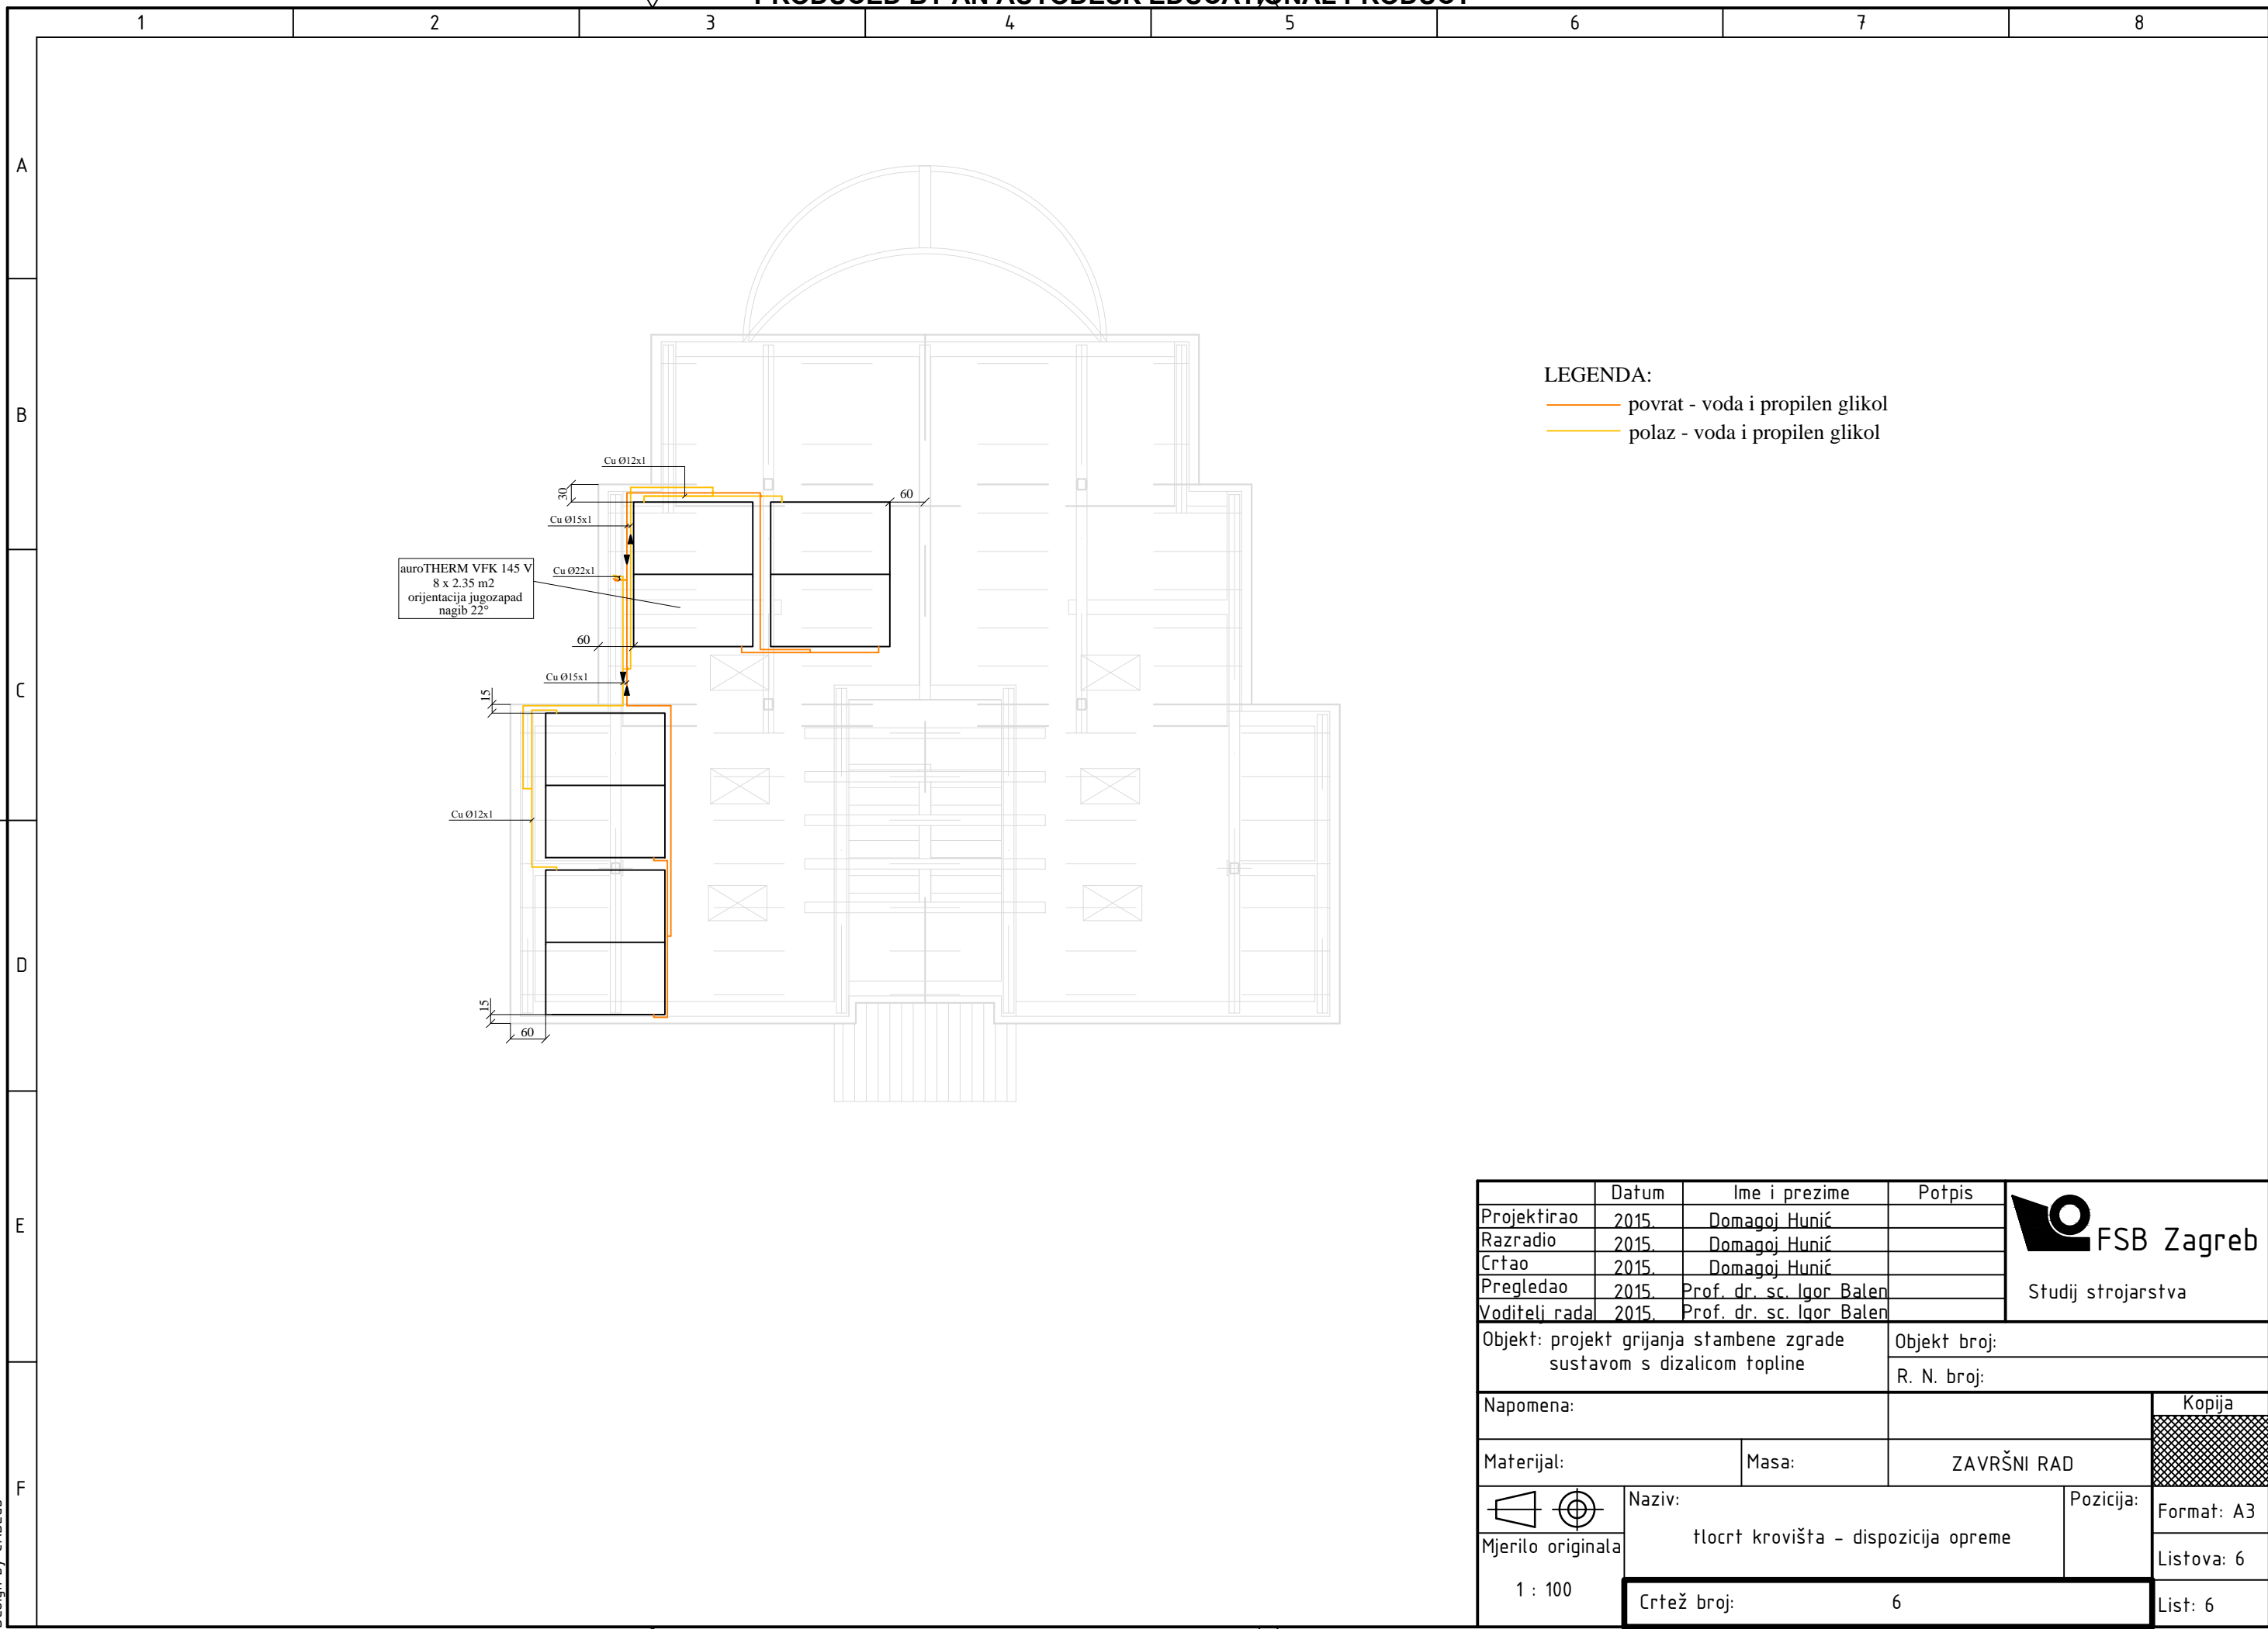 PRODUCED BY AN AUTODESK EDUCATIONAL PRODUCT
1 2 3 4 5 6 7 8
A
B
C
D
E
F
LEGENDA:
povrat - voda i propilen glikol
polaz - voda i propilen glikol
Cu Ø12x1
30
60
Cu Ø15x1
auroTHERM VFK 145 V
8 x 2.35 m2
orijentacija jugozapad
nagib 22°
Cu Ø22x1
60
Cu Ø15x1
15
Cu Ø12x1
15
60
Datum Ime i prezime Potpis
Projektirao 2015. Domagoj Hunić
Razradio 2015. Domagoj Hunić
Crtao 2015. Domagoj Hunić
Pregledao 2015. Prof. dr. sc. Igor Balen
Voditelj rada 2015. Prof. dr. sc. Igor Balen
FSB Zagreb
Studij strojarstva
Objekt: projekt grijanja stambene zgrade
sustavom s dizalicom topline
Objekt broj:
R. N. broj:
Napomena:
Kopija
Materijal:
Masa:
ZAVRŠNI RAD
Naziv:
tlocrt krovišta - dispozicija opreme
Pozicija:
Format: A3
Mjerilo originala
1 : 100
Listova: 6
Crtež broj: 6
List: 6